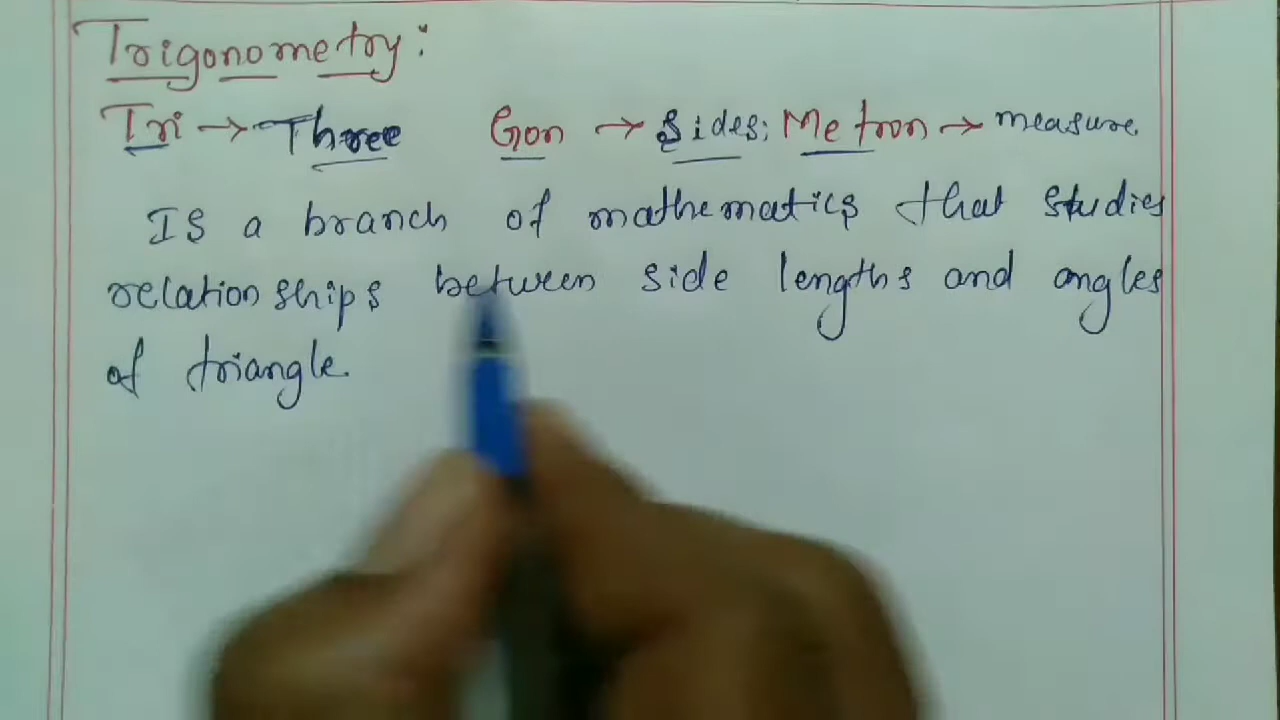 Trigonometry:
Tri → Three Gon → Sides; Metron → measure.
Is a branch of mathematics that studies
relationships between side lengths and angles
of triangle.